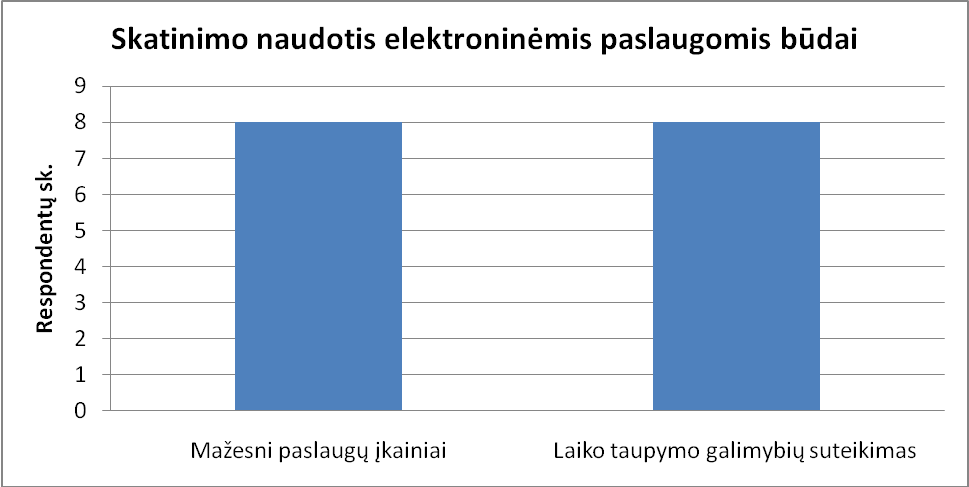 Skatinimo naudotis elektroninėmis paslaugomis būdai
Respondentų sk.
9
8
7
6
5
4
3
2
1
0
Mažesni paslaugų įkainiai
Laiko taupymo galimybių suteikimas